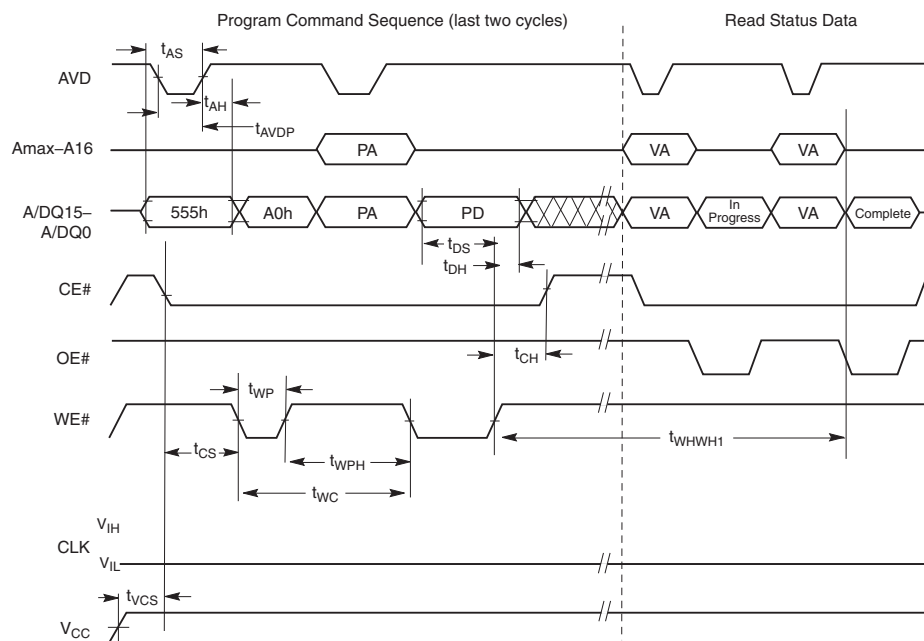 Program Command Sequence (last two cycles)
Read Status Data
tAS
AVD
tAH
tAVDP
Amax–A16
PA
VA
VA
A/DQ15–
A/DQ0
555h
A0h
PA
PD
VA
In
Progress
VA
Complete
tDS
tDH
CE#
tCH
OE#
tWP
WE#
tWHWH1
tCS
tWPH
tWC
VIH
CLK
VIL
tVCS
VCC